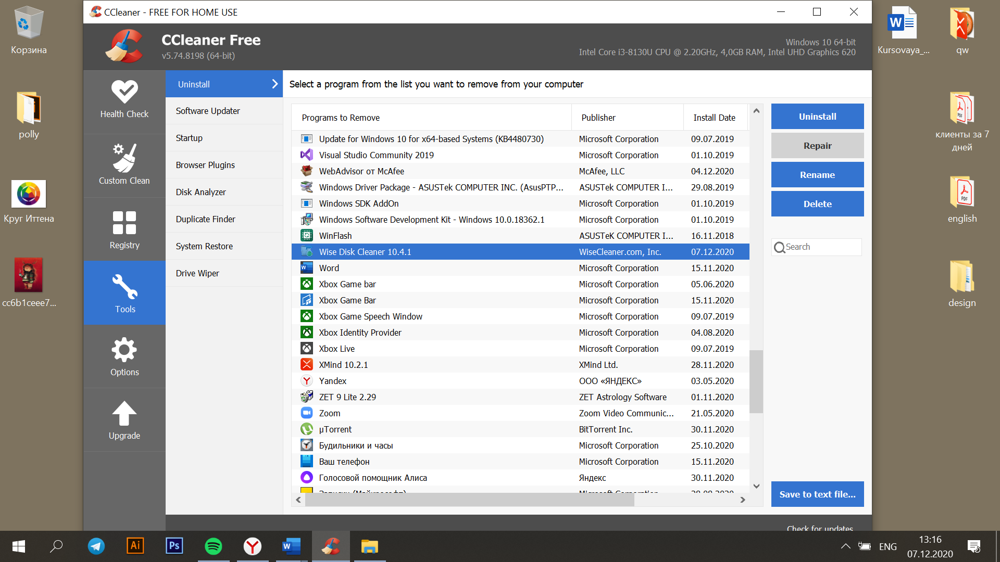 CCleaner - FREE FOR HOME USE
CCleaner Free
v5.74.8198 (64-bit)
Windows 10 64-bit
Intel Core i3-8130U CPU @ 2.20GHz, 4,0GB RAM, Intel UHD Graphics 620
Корзина
polly
Круг Иттена
cc6b1ceee7...
Kursovaya_...
qw
клиенты за 7
дней
english
design
Health Check
Custom Clean
Registry
Tools
Options
Upgrade
Uninstall
Software Updater
Startup
Browser Plugins
Disk Analyzer
Duplicate Finder
System Restore
Drive Wiper
Select a program from the list you want to remove from your computer
Programs to Remove Publisher Install Date
Update for Windows 10 for x64-based Systems (KB4480730) Microsoft Corporation 09.07.2019
Visual Studio Community 2019 Microsoft Corporation 01.10.2019
WebAdvisor от McAfee McAfee, LLC 04.12.2020
Windows Driver Package - ASUSTek COMPUTER INC. (AsusPTP... ASUSTek COMPUTER I... 29.08.2019
Windows SDK AddOn Microsoft Corporation 01.10.2019
Windows Software Development Kit - Windows 10.0.18362.1 Microsoft Corporation 01.10.2019
WinFlash ASUSTeK COMPUTER I... 16.11.2018
Wise Disk Cleaner 10.4.1 WiseCleaner.com, Inc. 07.12.2020
Word Microsoft Corporation 15.11.2020
Xbox Game bar Microsoft Corporation 05.06.2020
Xbox Game Bar Microsoft Corporation 15.11.2020
Xbox Game Speech Window Microsoft Corporation 09.07.2019
Xbox Identity Provider Microsoft Corporation 04.08.2020
Xbox Live Microsoft Corporation 09.07.2019
XMind 10.2.1 XMind Ltd. 28.11.2020
Yandex ООО «ЯНДЕКС» 03.05.2020
ZET 9 Lite 2.29 ZET Astrology Software 01.11.2020
Zoom Zoom Video Communic... 21.05.2020
µTorrent BitTorrent Inc. 30.11.2020
Будильники и часы Microsoft Corporation 25.10.2020
Ваш телефон Microsoft Corporation 15.11.2020
Голосовой помощник Алиса Яндекс 30.11.2020
Uninstall
Repair
Rename
Delete
Search
Save to text file...
Check for updates
ENG
13:16
07.12.2020